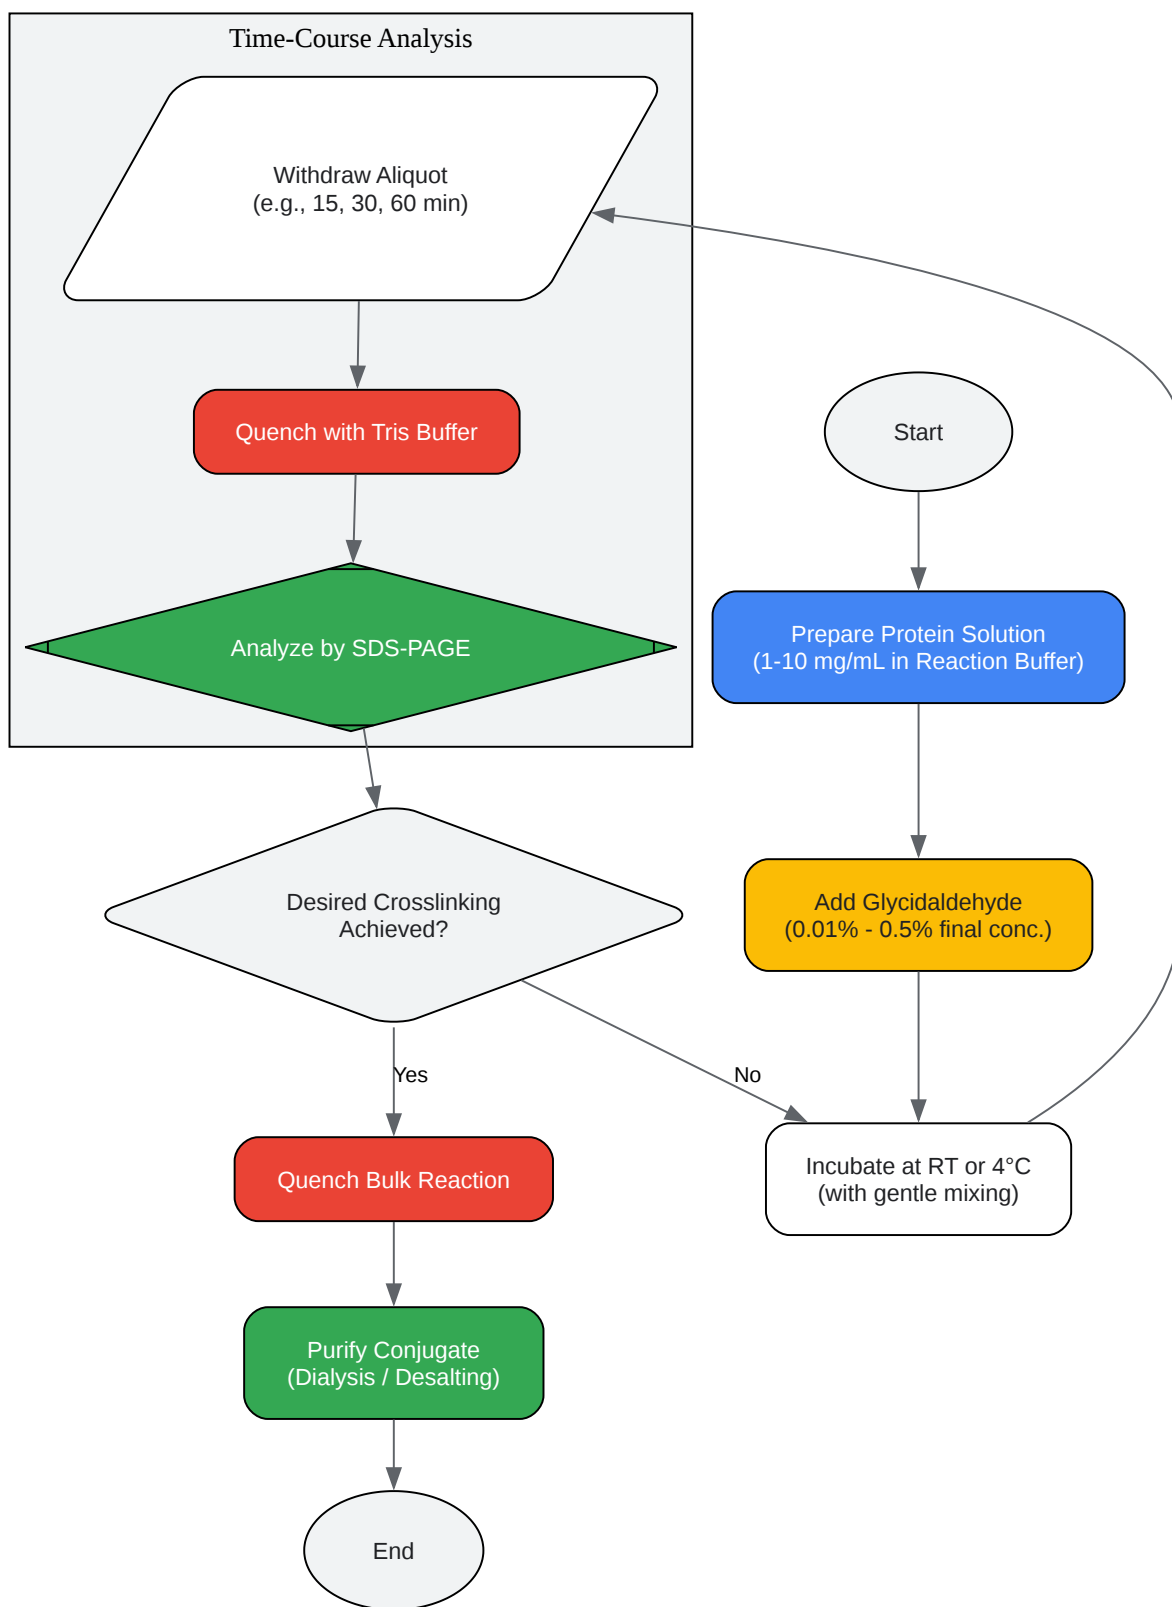 Time-Course Analysis
Withdraw Aliquot
(e.g., 15, 30, 60 min)
Quench with Tris Buffer
Analyze by SDS-PAGE
Start
Prepare Protein Solution
(1-10 mg/mL in Reaction Buffer)
Add Glycidaldehyde
(0.01% - 0.5% final conc.)
Desired Crosslinking
Achieved?
Yes
No
Incubate at RT or 4°C
(with gentle mixing)
Quench Bulk Reaction
Purify Conjugate
(Dialysis / Desalting)
End